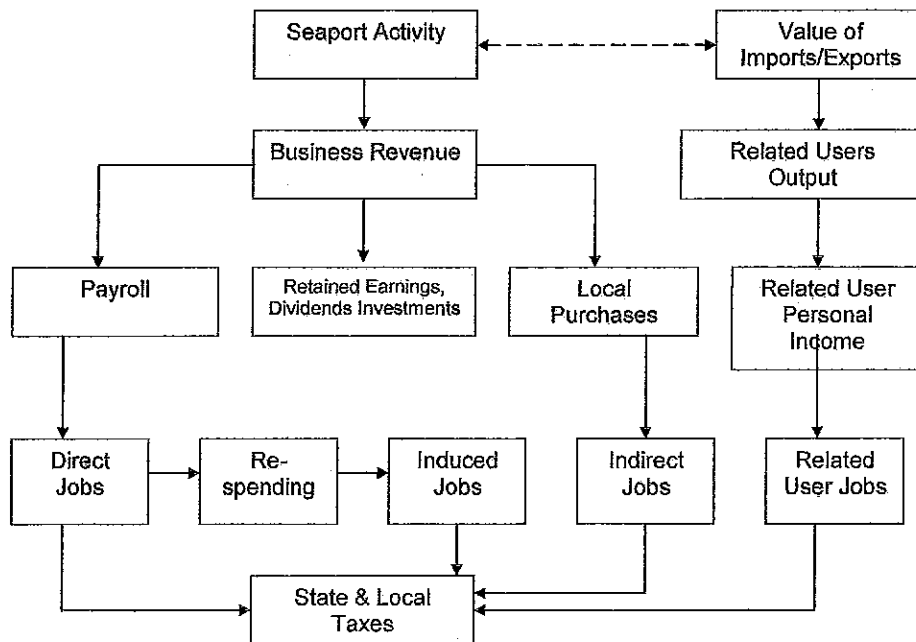 Seaport Activity
Value of
Imports/Exports
Business Revenue
Related Users
Output
Payroll
Retained Earnings,
Dividends Investments
Local
Purchases
Related User
Personal
Income
Direct
Jobs
Re-
spending
Induced
Jobs
Indirect
Jobs
Related
User Jobs
State & Local
Taxes